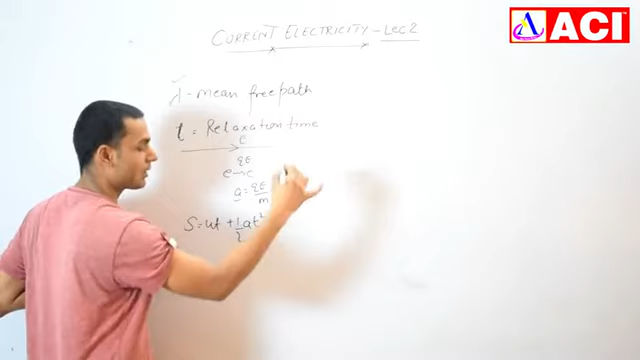 CURRENT ELECTRICITY - LEC 2
ACI
λ - mean free path
t = Relaxation time
E
qE
e → e
a = qE/m
S = ut + 1/2 at²